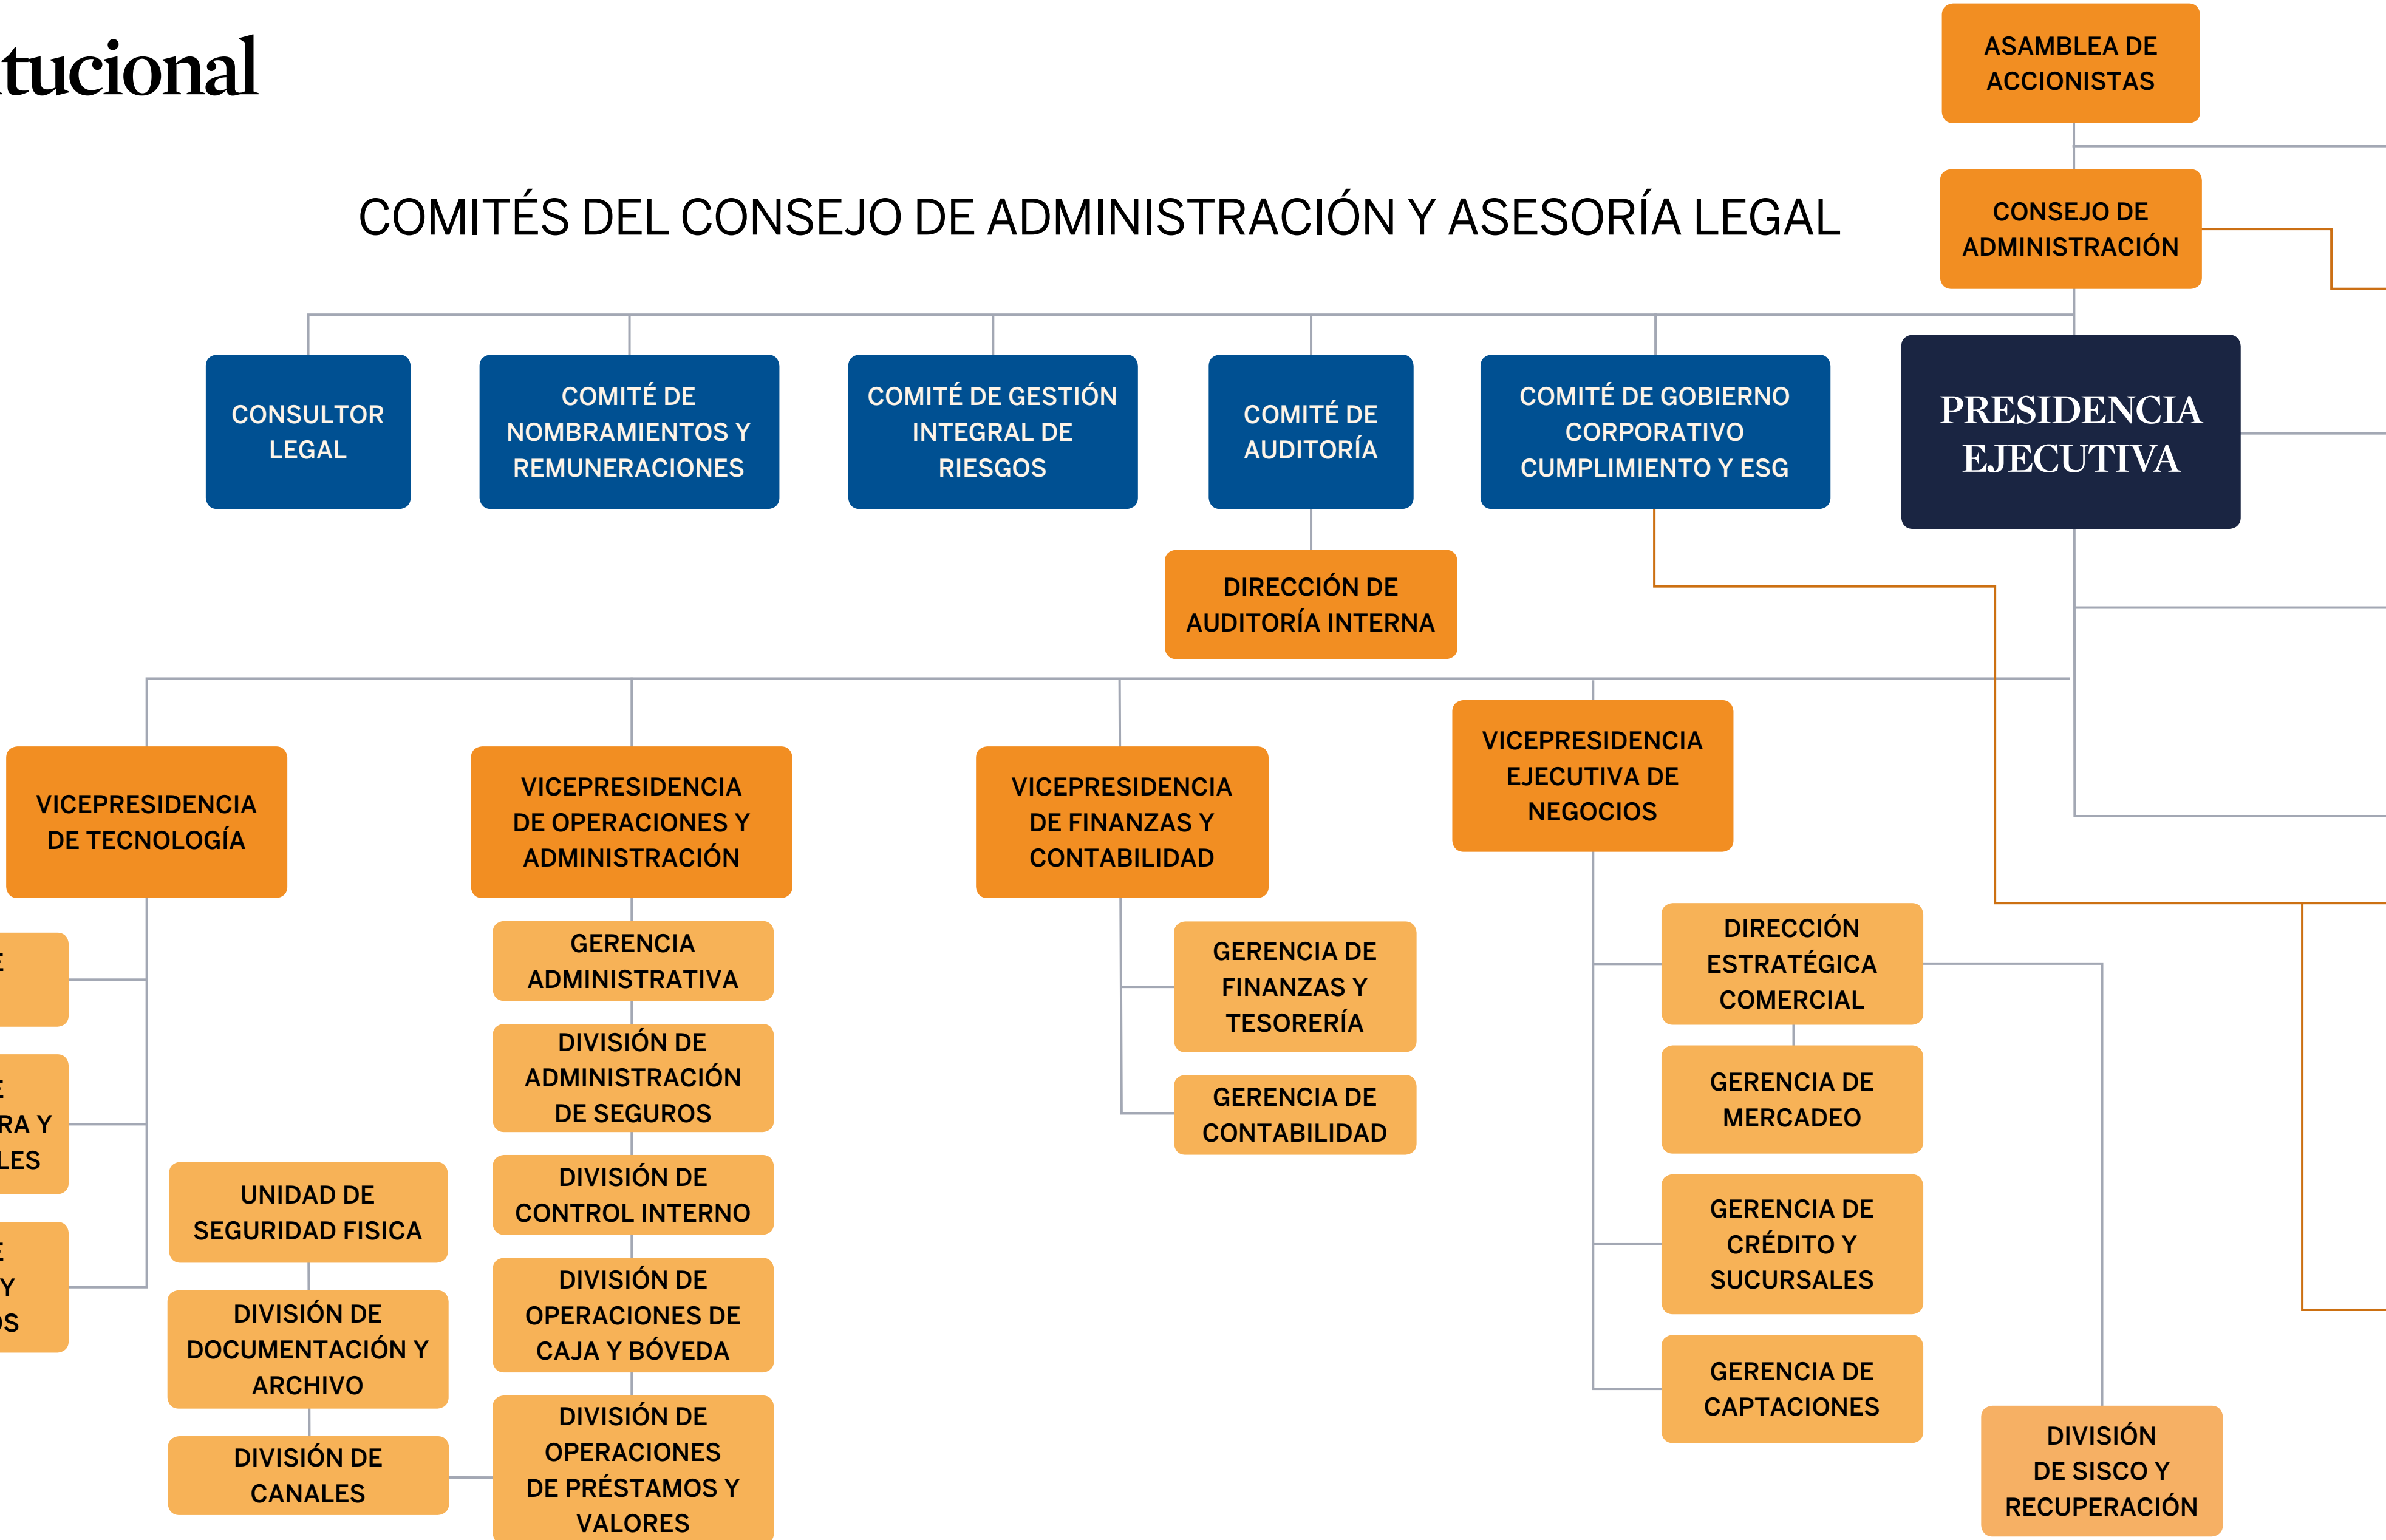 tucional
ASAMBLEA DE
ACCIONISTAS
COMITÉS DEL CONSEJO DE ADMINISTRACIÓN Y ASESORÍA LEGAL
CONSEJO DE
ADMINISTRACIÓN
CONSULTOR
LEGAL
COMITÉ DE
NOMBRAMIENTOS Y
REMUNERACIONES
COMITÉ DE GESTIÓN
INTEGRAL DE
RIESGOS
COMITÉ DE
AUDITORÍA
COMITÉ DE GOBIERNO
CORPORATIVO
CUMPLIMIENTO Y ESG
PRESIDENCIA
EJECUTIVA
DIRECCIÓN DE
AUDITORÍA INTERNA
VICEPRESIDENCIA
DE TECNOLOGÍA
VICEPRESIDENCIA
DE OPERACIONES Y
ADMINISTRACIÓN
VICEPRESIDENCIA
DE FINANZAS Y
CONTABILIDAD
VICEPRESIDENCIA
EJECUTIVA DE
NEGOCIOS
RA Y
LES
Y
OS
UNIDAD DE
SEGURIDAD FISICA
DIVISIÓN DE
DOCUMENTACIÓN Y
ARCHIVO
DIVISIÓN DE
CANALES
GERENCIA
ADMINISTRATIVA
DIVISIÓN DE
ADMINISTRACIÓN
DE SEGUROS
DIVISIÓN DE
CONTROL INTERNO
DIVISIÓN DE
OPERACIONES DE
CAJA Y BÓVEDA
DIVISIÓN DE
OPERACIONES
DE PRÉSTAMOS Y
VALORES
GERENCIA DE
FINANZAS Y
TESORERÍA
GERENCIA DE
CONTABILIDAD
DIRECCIÓN
ESTRATÉGICA
COMERCIAL
GERENCIA DE
MERCADEO
GERENCIA DE
CRÉDITO Y
SUCURSALES
GERENCIA DE
CAPTACIONES
DIVISIÓN
DE SISCO Y
RECUPERACIÓN